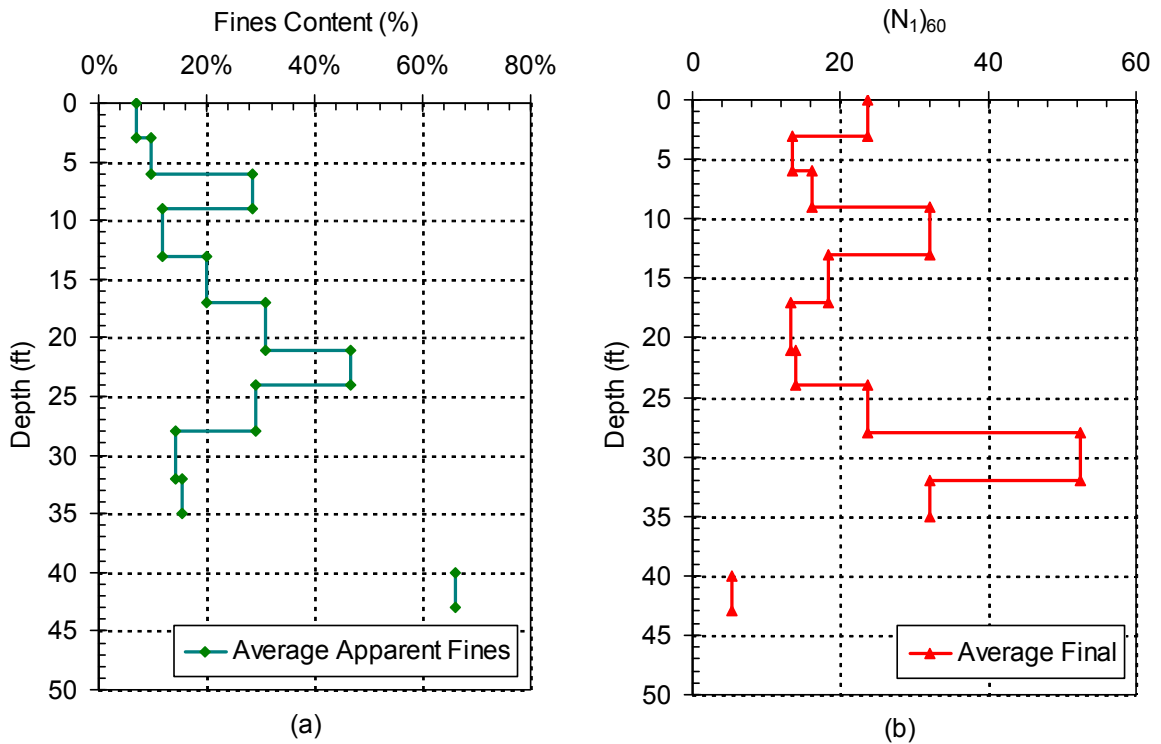 Fines Content (%)
0% 20% 40% 60% 80%
0
5
10
15
20
25
30
35
40
45
50
Depth (ft)
Average Apparent Fines
(a)
(N₁)₆₀
0 20 40 60
0
5
10
15
20
25
30
35
40
45
50
Depth (ft)
Average Final
(b)